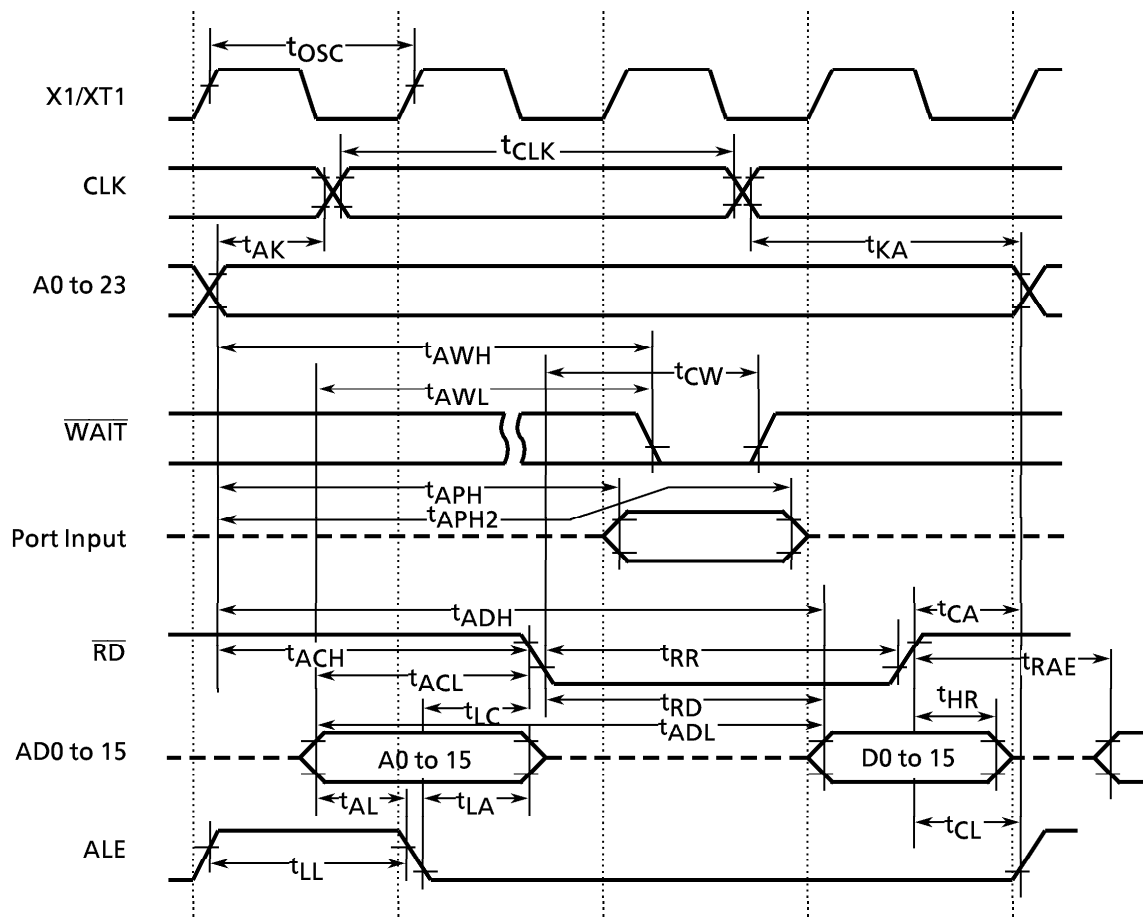 tOSC
X1/XT1
tCLK
CLK
tAK
tKA
A0 to 23
tAWH
tCW
tAWL
WAIT
tAPH
tAPH2
Port Input
tADH
tCA
RD
tACH
tRR
tRAE
tACL
tHR
tLC
tRD
tADL
AD0 to 15
A0 to 15
D0 to 15
tAL
tLA
tCL
ALE
tLL